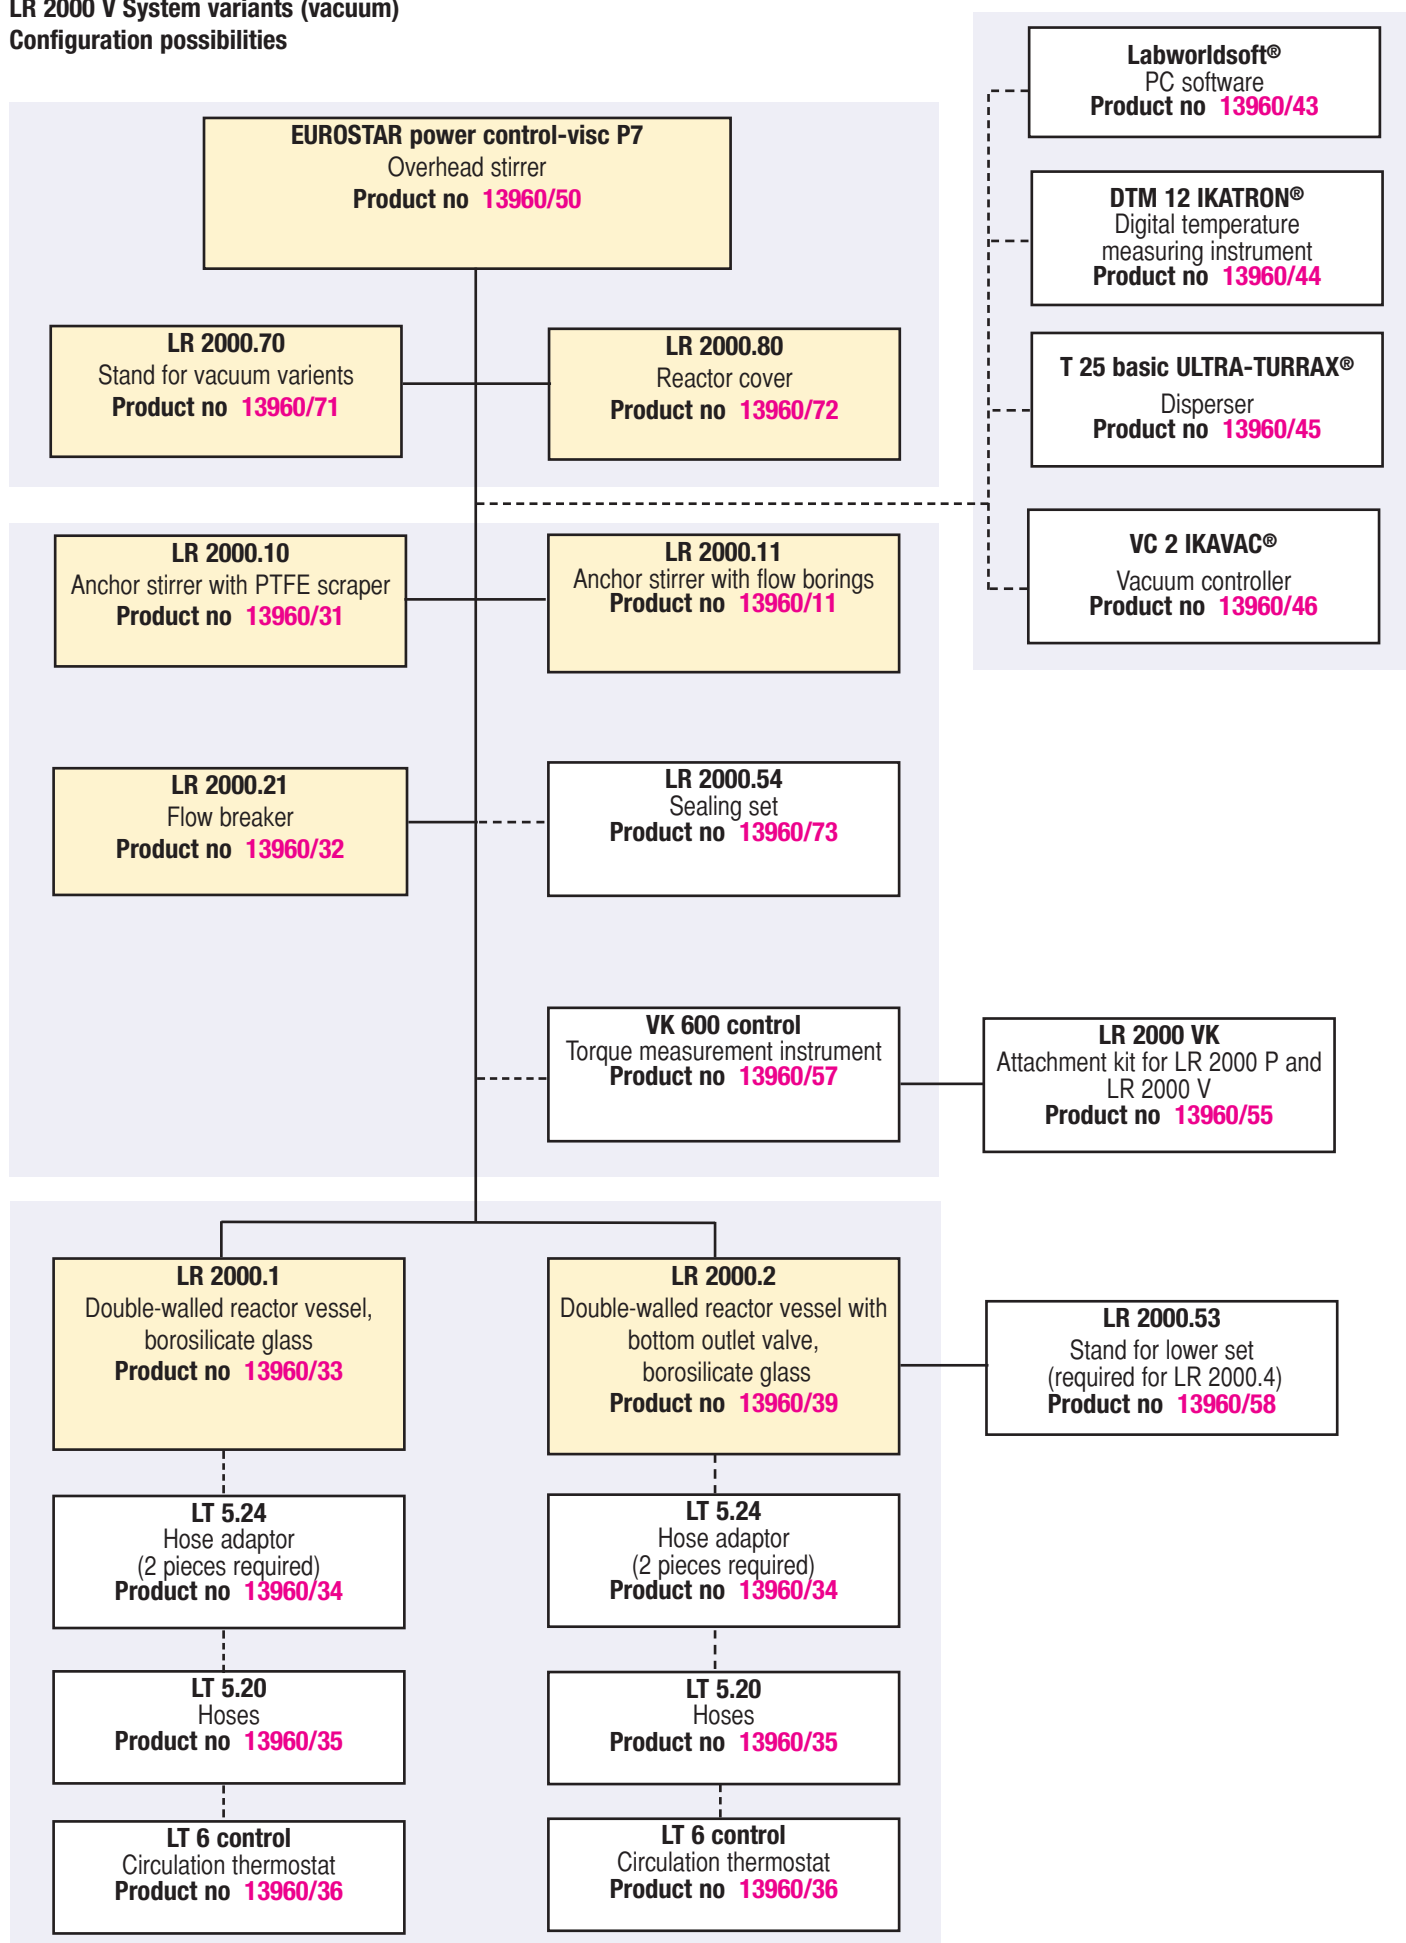 LR 2000 V System variants (vacuum)
Configuration possibilities
EUROSTAR power control-visc P7
Overhead stirrer
Product no 13960/50
LR 2000.70
Stand for vacuum varients
Product no 13960/71
LR 2000.80
Reactor cover
Product no 13960/72
Labworldsoft®
PC software
Product no 13960/43
DTM 12 IKATRON®
Digital temperature
measuring instrument
Product no 13960/44
T 25 basic ULTRA-TURRAX®
Disperser
Product no 13960/45
VC 2 IKAVAC®
Vacuum controller
Product no 13960/46
LR 2000.10
Anchor stirrer with PTFE scraper
Product no 13960/31
LR 2000.11
Anchor stirrer with flow borings
Product no 13960/11
LR 2000.21
Flow breaker
Product no 13960/32
LR 2000.54
Sealing set
Product no 13960/73
VK 600 control
Torque measurement instrument
Product no 13960/57
LR 2000 VK
Attachment kit for LR 2000 P and
LR 2000 V
Product no 13960/55
LR 2000.1
Double-walled reactor vessel,
borosilicate glass
Product no 13960/33
LR 2000.2
Double-walled reactor vessel with
bottom outlet valve,
borosilicate glass
Product no 13960/39
LR 2000.53
Stand for lower set
(required for LR 2000.4)
Product no 13960/58
LT 5.24
Hose adaptor
(2 pieces required)
Product no 13960/34
LT 5.24
Hose adaptor
(2 pieces required)
Product no 13960/34
LT 5.20
Hoses
Product no 13960/35
LT 5.20
Hoses
Product no 13960/35
LT 6 control
Circulation thermostat
Product no 13960/36
LT 6 control
Circulation thermostat
Product no 13960/36